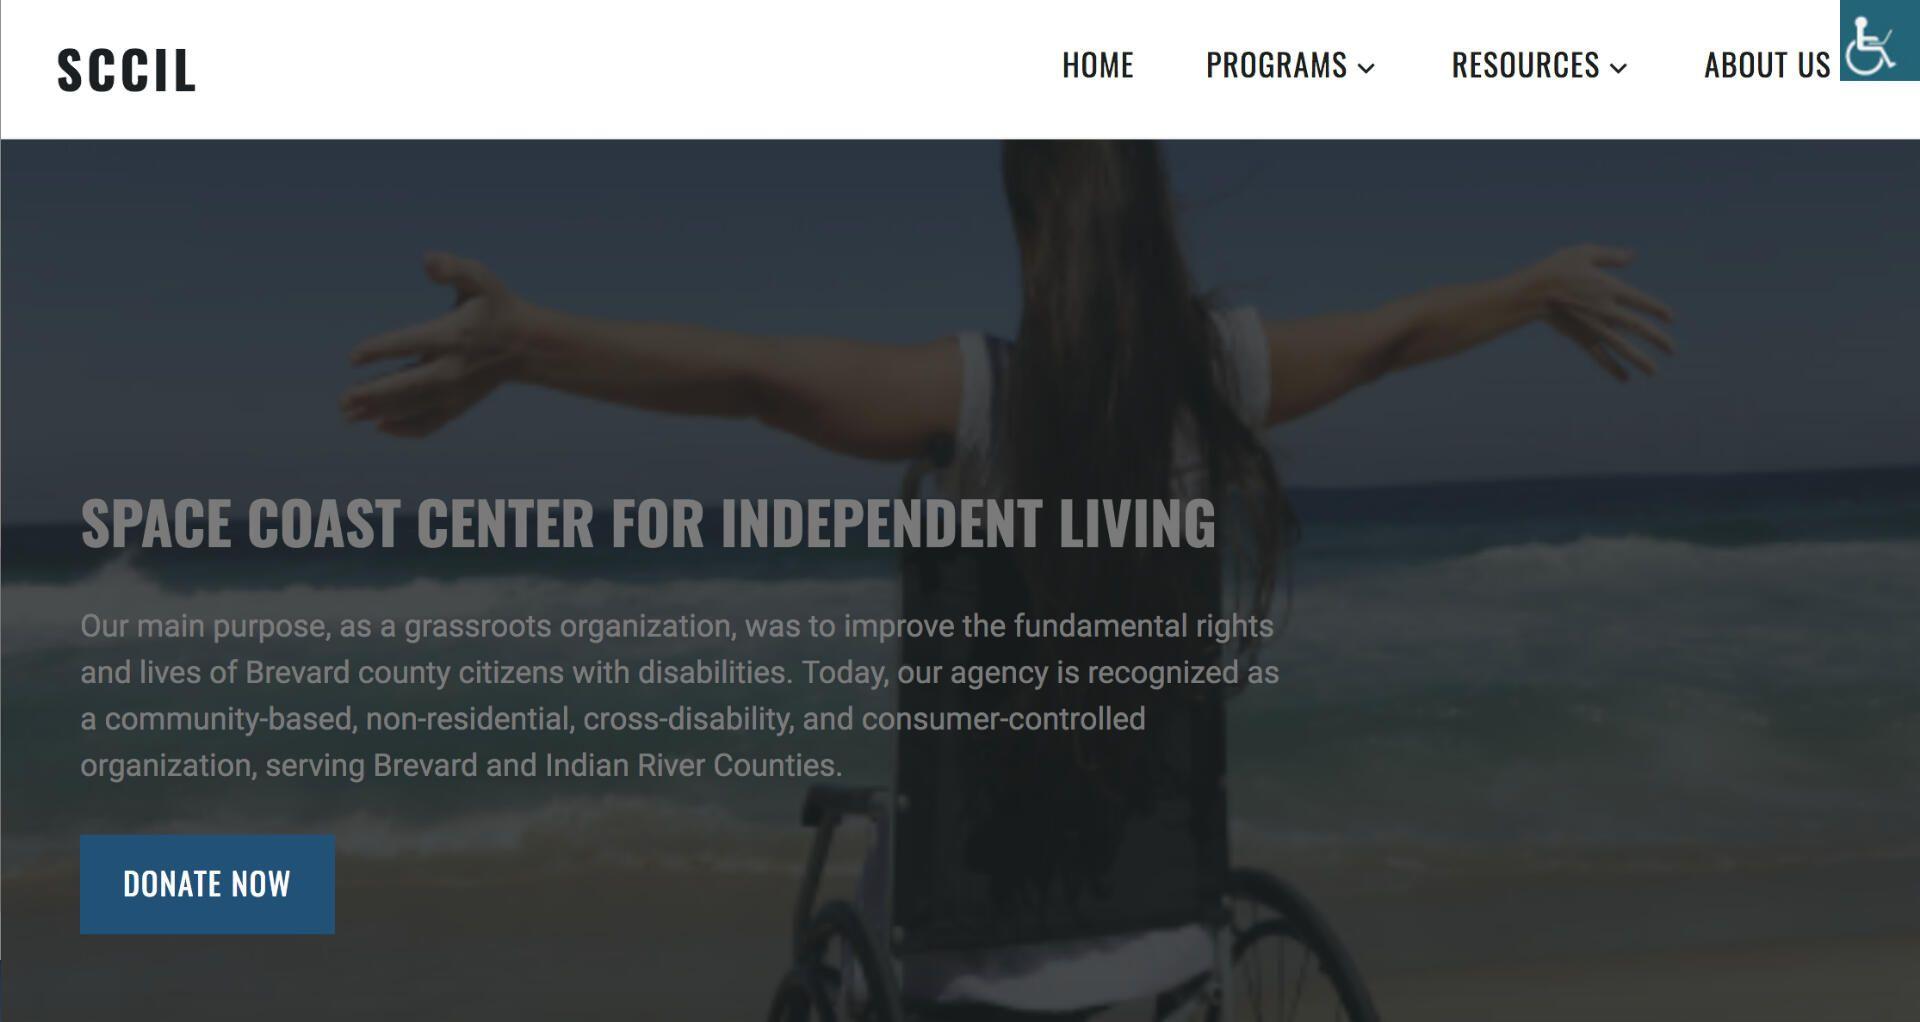 SCCIL
HOME
PROGRAMS
RESOURCES
ABOUT US
SPACE COAST CENTER FOR INDEPENDENT LIVING
Our main purpose, as a grassroots organization, was to improve the fundamental rights
and lives of Brevard county citizens with disabilities. Today, our agency is recognized as
a community-based, non-residential, cross-disability, and consumer-controlled
organization, serving Brevard and Indian River Counties.
DONATE NOW